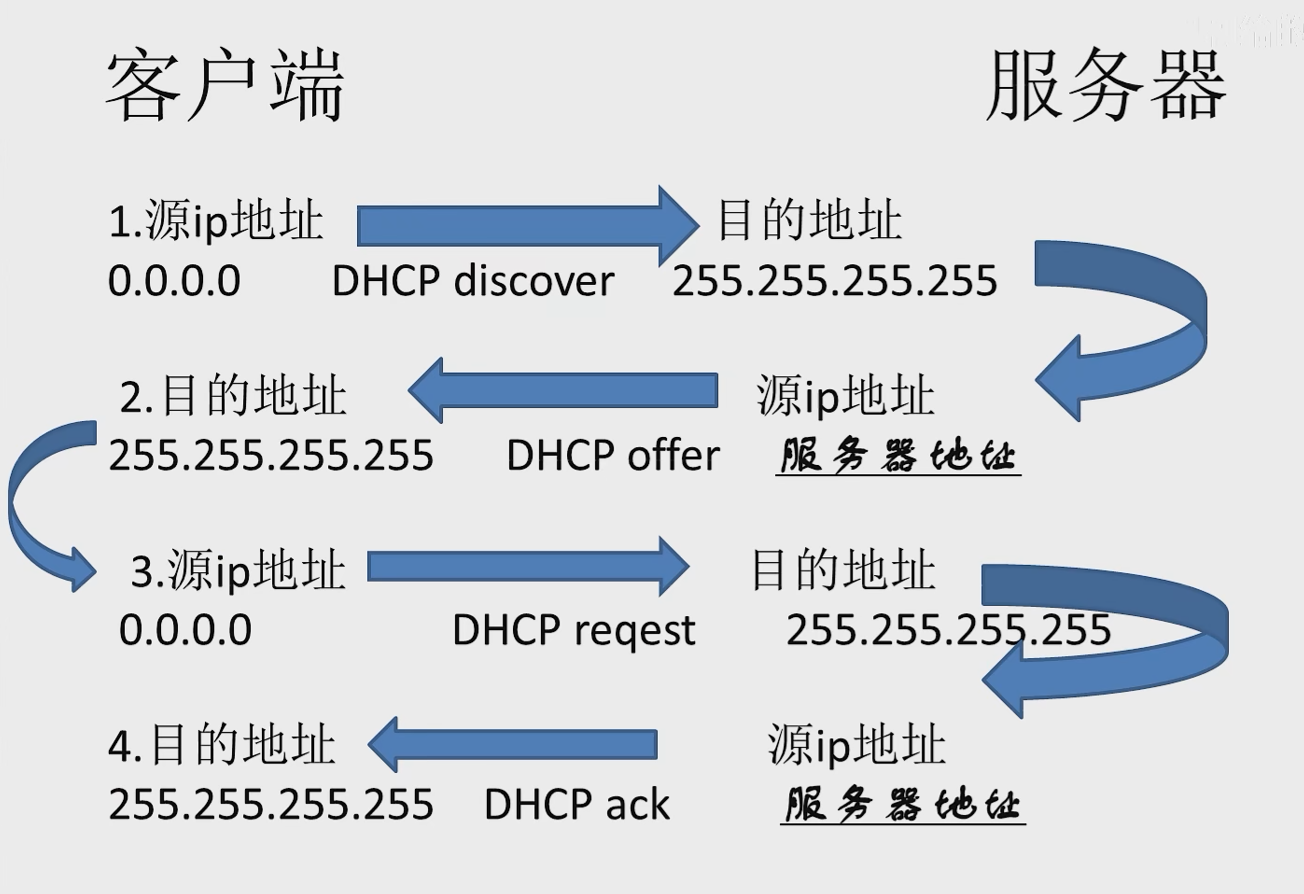 客户端 服务器
1.源ip地址 目的地址
0.0.0.0 DHCP discover 255.255.255.255
2.目的地址 源ip地址
255.255.255.255 DHCP offer 服务器地址
3.源ip地址 目的地址
0.0.0.0 DHCP reqest 255.255.255.255
4.目的地址 源ip地址
255.255.255.255 DHCP ack 服务器地址